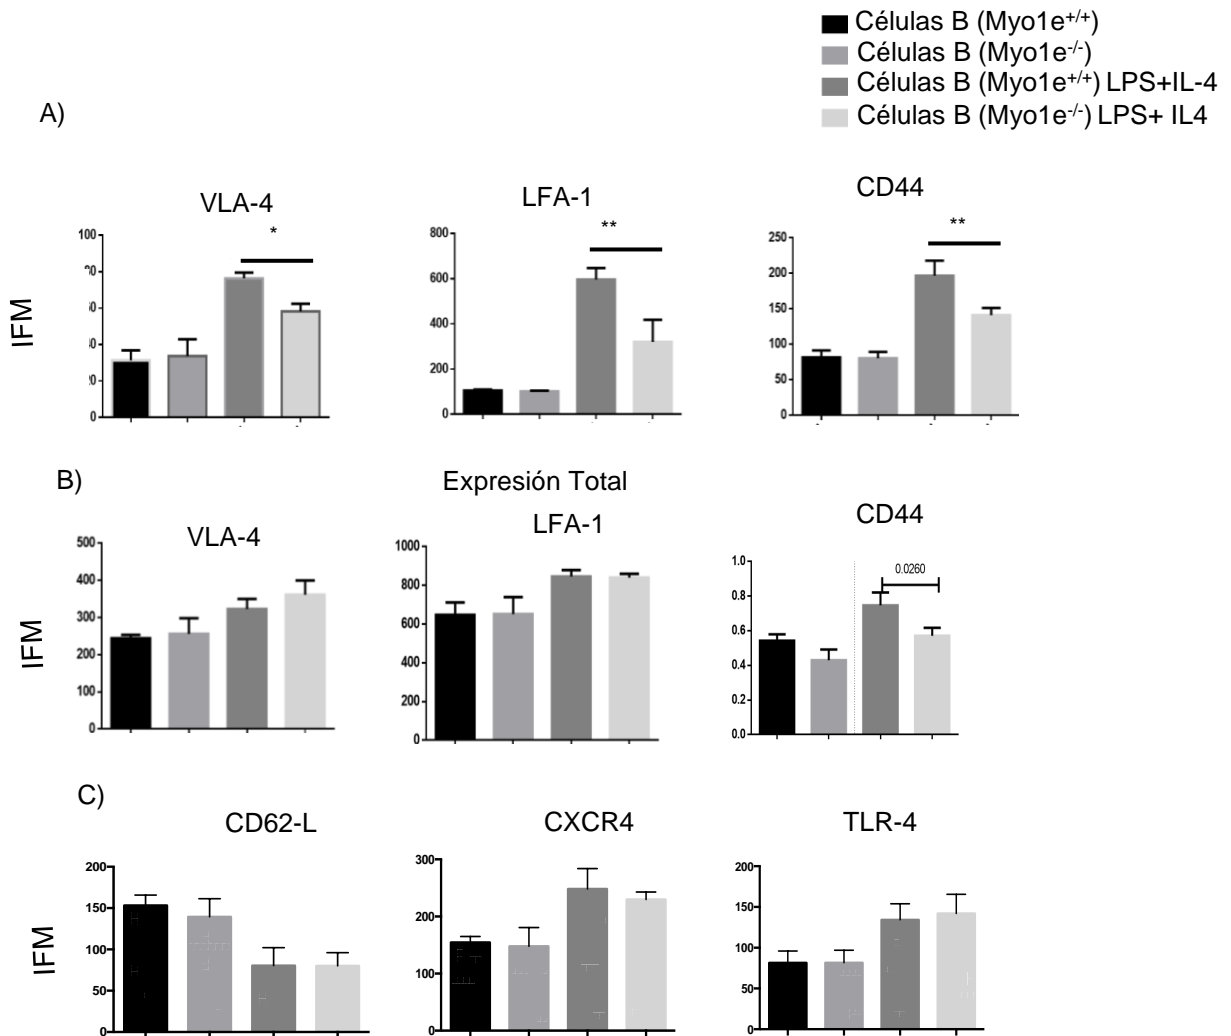 Células B (Myo1e+/+)
Células B (Myo1e-/-)
Células B (Myo1e+/+) LPS+IL-4
Células B (Myo1e-/-) LPS+ IL4
A)
VLA-4
LFA-1
CD44
IFM
100
20
0
*
800
600
400
200
0
**
250
200
150
100
50
0
**
B)
Expresión Total
VLA-4
LFA-1
CD44
IFM
500
400
300
200
100
0
1000
800
600
400
200
0
1.0
0.8
0.6
0.4
0.2
0.0
0.0260
C)
CD62-L
CXCR4
TLR-4
IFM
200
150
100
50
0
300
200
100
0
200
150
100
50
0